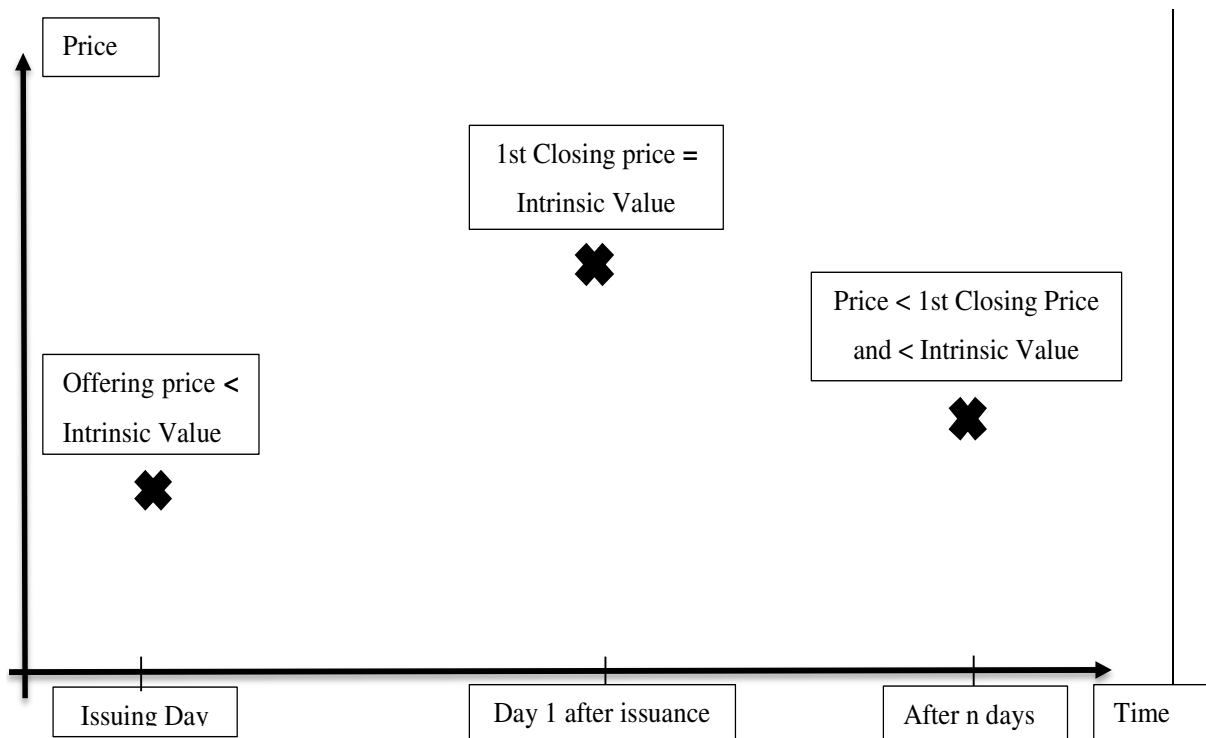 Price
1st Closing price =
Intrinsic Value
Price < 1st Closing Price
and < Intrinsic Value
Offering price <
Intrinsic Value
Issuing Day
Day 1 after issuance
After n days
Time